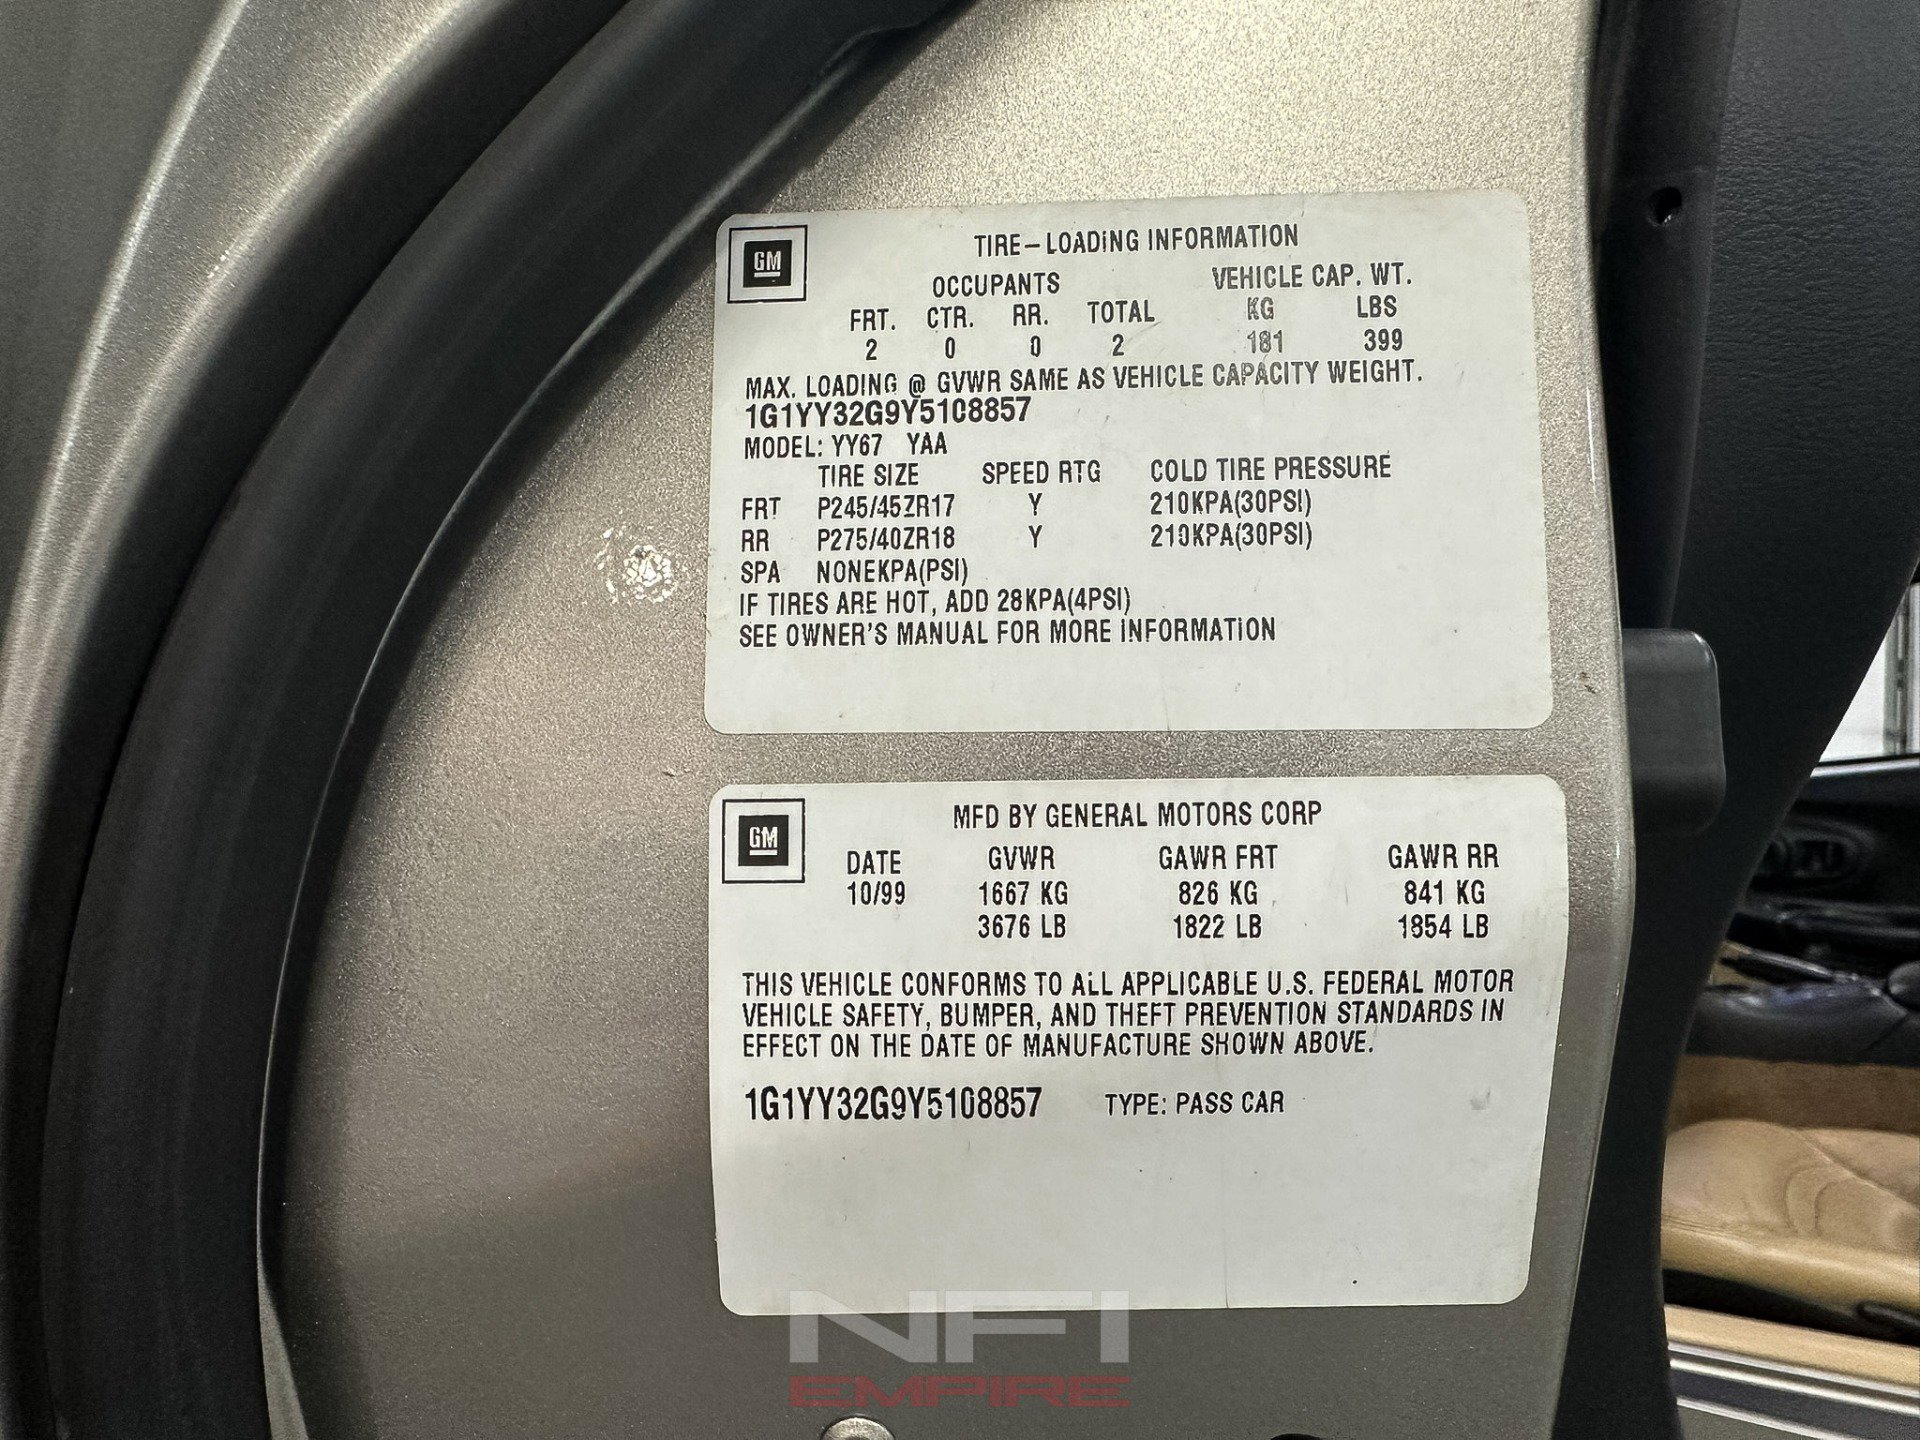 GM
TIRE-LOADING INFORMATION
OCCUPANTS VEHICLE CAP. WT.
FRT. CTR. RR. TOTAL KG LBS
2 0 0 2 181 399
MAX. LOADING @ GVWR SAME AS VEHICLE CAPACITY WEIGHT.
1G1YY32G9Y5108857
MODEL: YY67 YAA
TIRE SIZE SPEED RTG COLD TIRE PRESSURE
FRT P245/45ZR17 Y 210KPA(30PSI)
RR P275/40ZR18 Y 210KPA(30PSI)
SPA NONEKPA(PSI)
IF TIRES ARE HOT, ADD 28KPA(4PSI)
SEE OWNER'S MANUAL FOR MORE INFORMATION
GM
MFD BY GENERAL MOTORS CORP
DATE GVWR GAWR FRT GAWR RR
10/99 1667 KG 826 KG 841 KG
3676 LB 1822 LB 1854 LB
THIS VEHICLE CONFORMS TO ALL APPLICABLE U.S. FEDERAL MOTOR
VEHICLE SAFETY, BUMPER, AND THEFT PREVENTION STANDARDS IN
EFFECT ON THE DATE OF MANUFACTURE SHOWN ABOVE.
1G1YY32G9Y5108857 TYPE: PASS CAR
NFI
EMPIRE